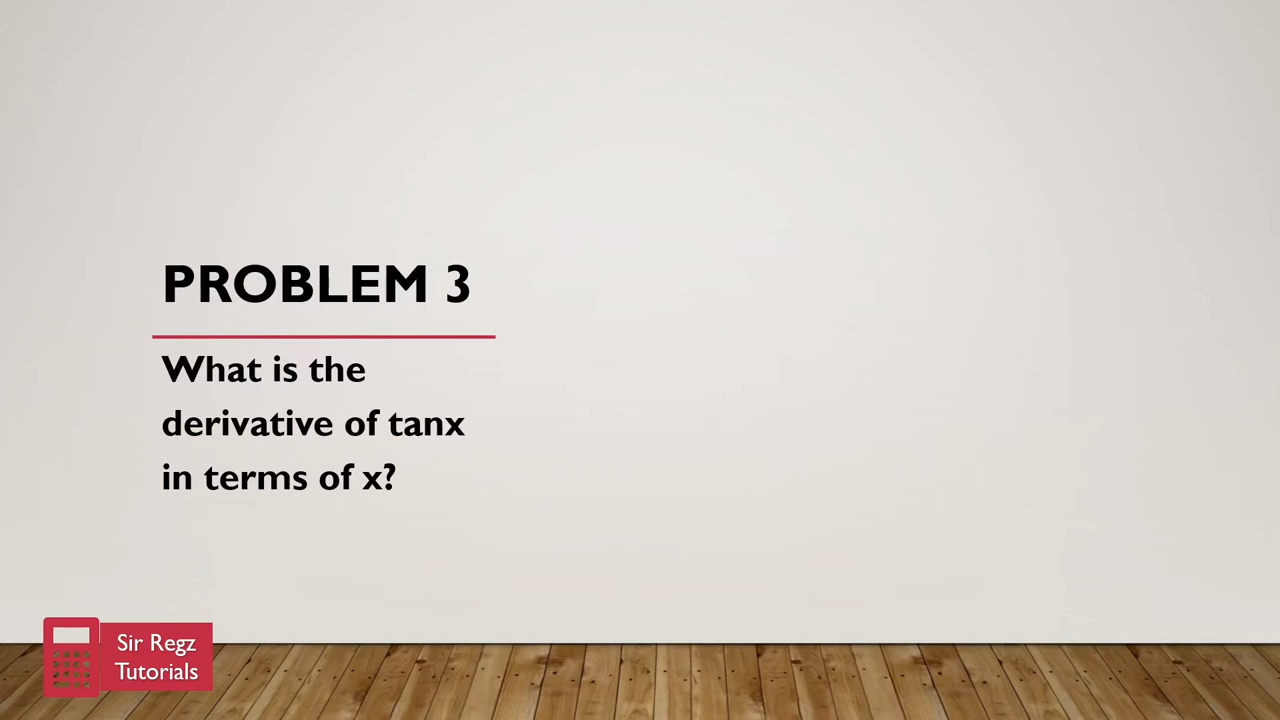 PROBLEM 3
What is the
derivative of tanx
in terms of x?
Sir Regz
Tutorials